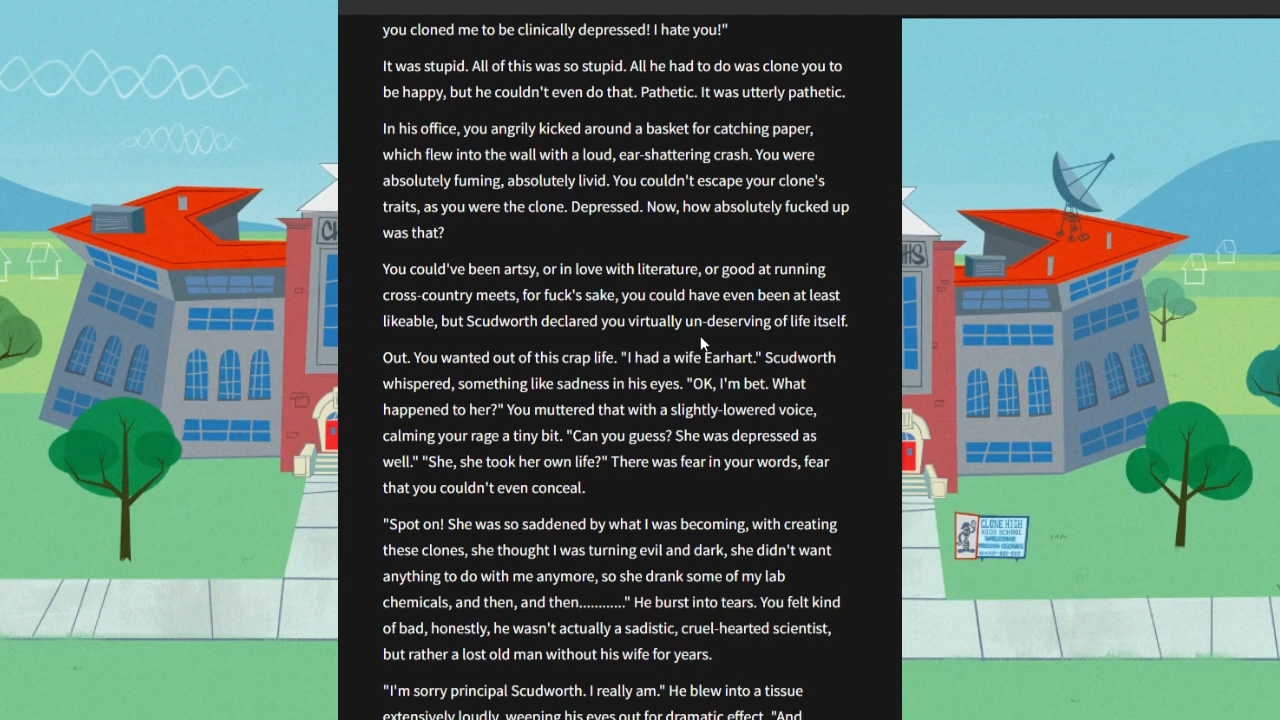 you cloned me to be clinically depressed! I hate you!"
It was stupid. All of this was so stupid. All he had to do was clone you to
be happy, but he couldn't even do that. Pathetic. It was utterly pathetic.
In his office, you angrily kicked around a basket for catching paper,
which flew into the wall with a loud, ear-shattering crash. You were
absolutely fuming, absolutely livid. You couldn't escape your clone's
traits, as you were the clone. Depressed. Now, how absolutely fucked up
was that?
You could've been artsy, or in love with literature, or good at running
cross-country meets, for fuck's sake, you could have even been at least
likeable, but Scudworth declared you virtually un-deserving of life itself.
Out. You wanted out of this crap life. "I had a wife Earhart." Scudworth
whispered, something like sadness in his eyes. "OK, I'm bet. What
happened to her?" You muttered that with a slightly-lowered voice,
calming your rage a tiny bit. "Can you guess? She was depressed as
well." "She, she took her own life?" There was fear in your words, fear
that you couldn't even conceal.
"Spot on! She was so saddened by what I was becoming, with creating
these clones, she thought I was turning evil and dark, she didn't want
anything to do with me anymore, so she drank some of my lab
chemicals, and then, and then............" He burst into tears. You felt kind
of bad, honestly, he wasn't actually a sadistic, cruel-hearted scientist,
but rather a lost old man without his wife for years.
"I'm sorry principal Scudworth. I really am." He blew into a tissue
extensively loudly, weeping his eyes out for dramatic effect. "And
CLONE HIGH
HIGH SCHOOL
WELCOME